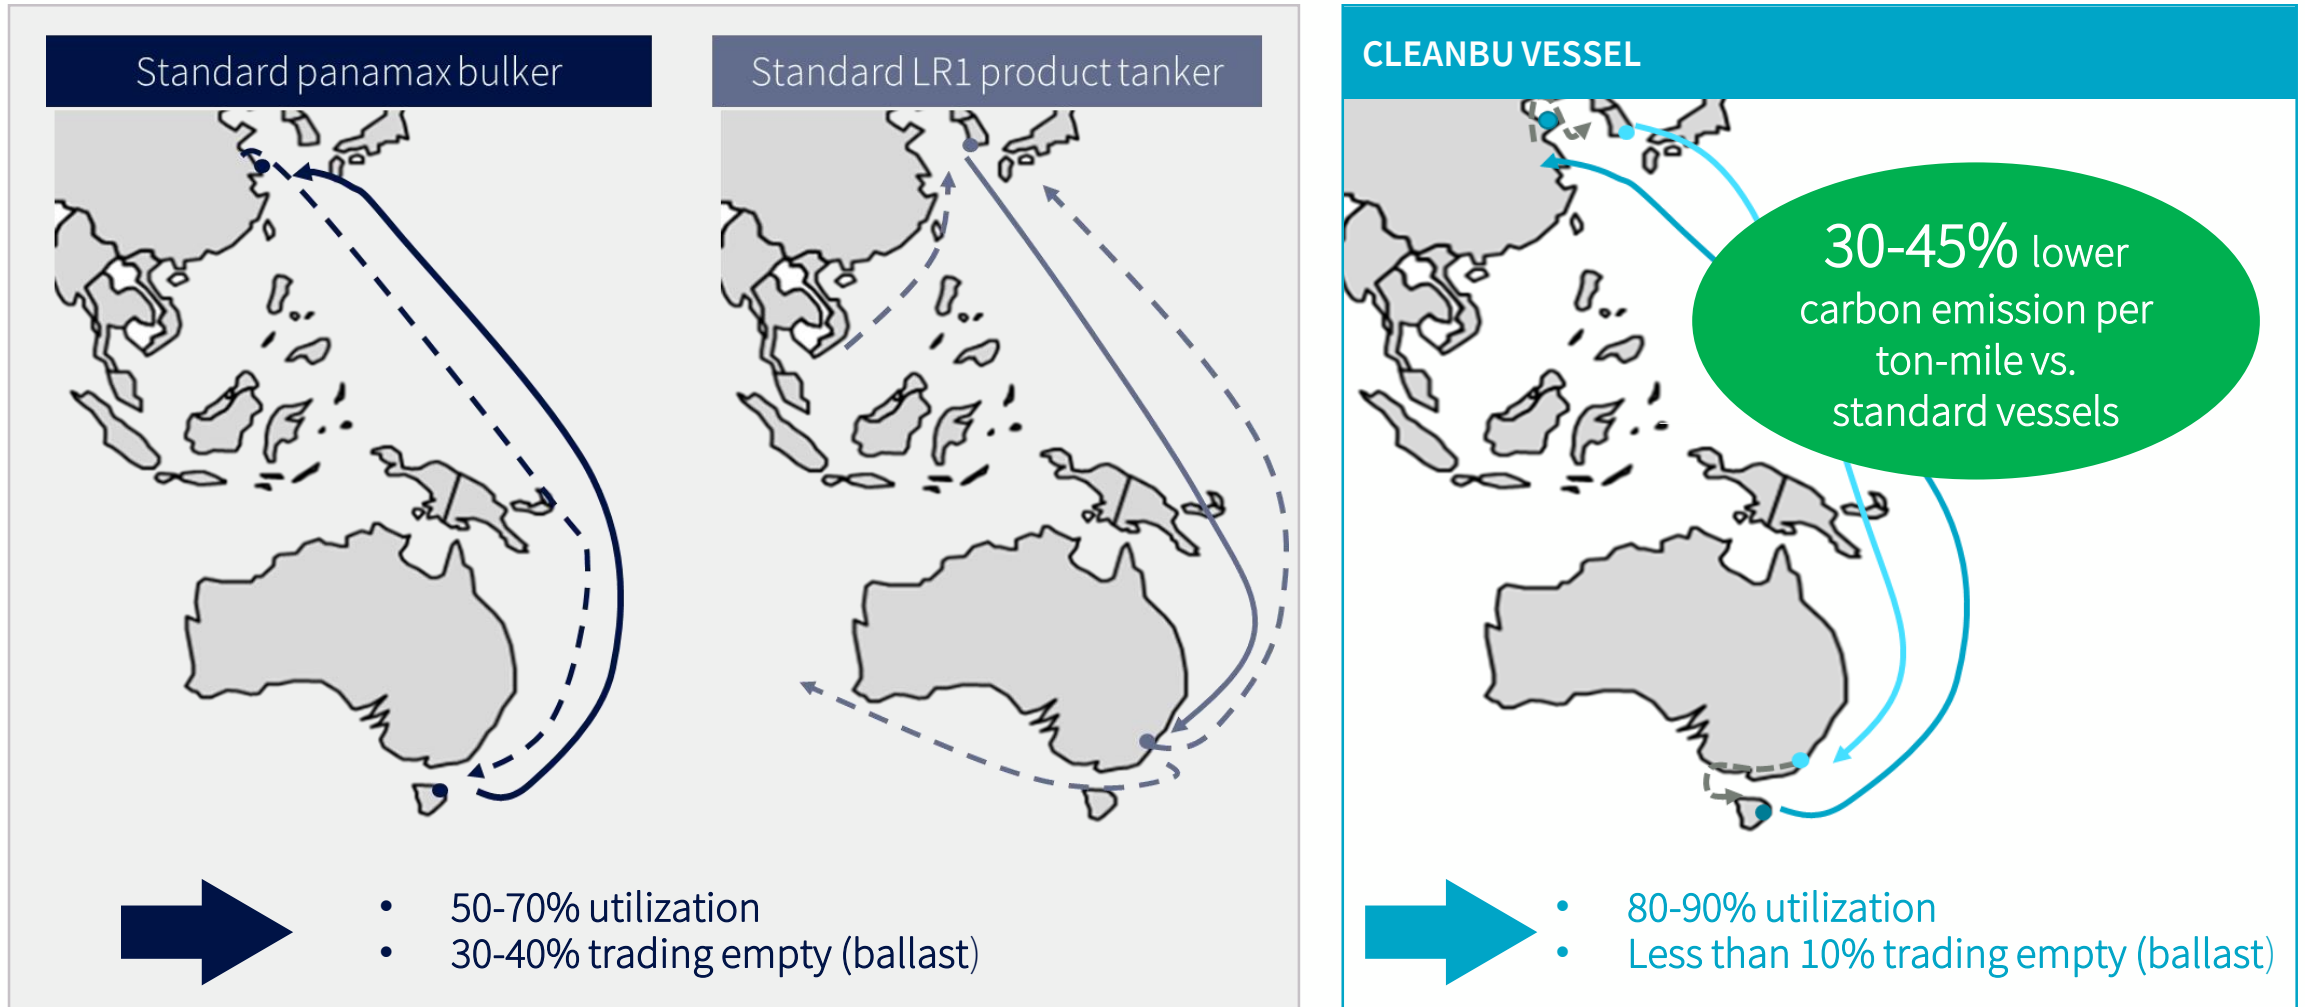 Standard panamax bulker
Standard LR1 product tanker
• 50-70% utilization
• 30-40% trading empty (ballast)
CLEANBU VESSEL
30-45% lower
carbon emission per
ton-mile vs.
standard vessels
• 80-90% utilization
• Less than 10% trading empty (ballast)